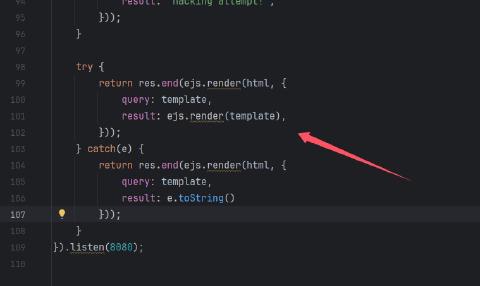 94 result: "Hacking attempt!",
95 }));
96 }
97
98 try {
99 return res.end(ejs.render(html, {
100 query: template,
101 result: ejs.render(template),
102 }));
103 } catch(e) {
104 return res.end(ejs.render(html, {
105 query: template,
106 result: e.toString()
107 }));
108 }
109 }).listen(8080);
110